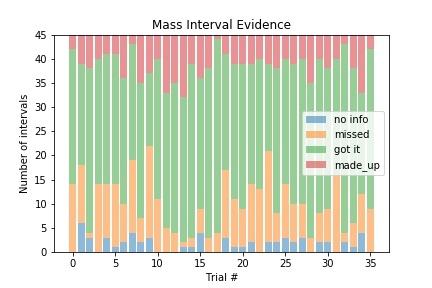 Mass Interval Evidence
Number of intervals
45
40
35
30
25
20
15
10
5
0
no info
missed
got it
made_up
0 5 10 15 20 25 30 35
Trial #